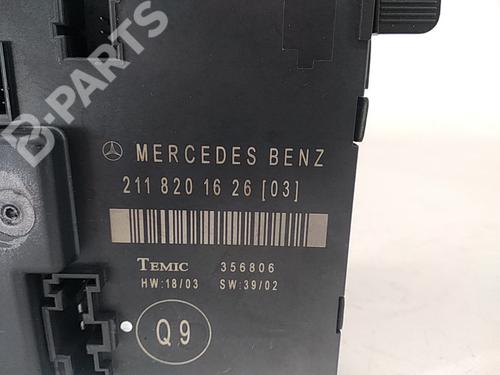 B-PARTS
MERCEDES BENZ
211 820 16 26 [03]
TEMIC 356806
HW:18/03 SW:39/02
Q9